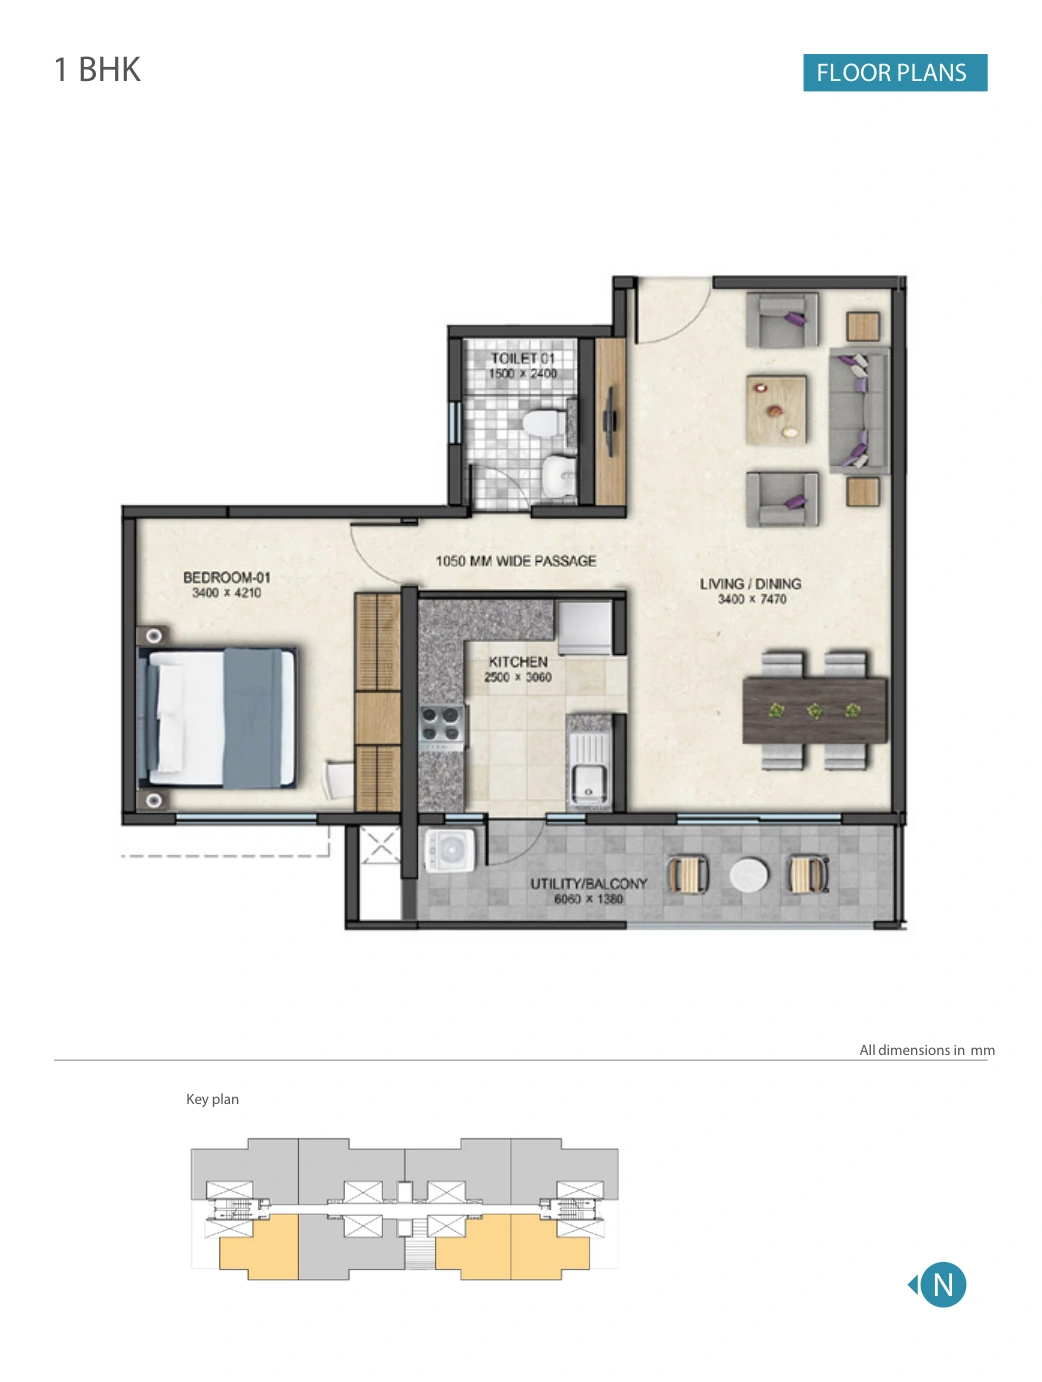 1 BHK
FLOOR PLANS
TOILET 01
1500 × 2400
1050 MM WIDE PASSAGE
BEDROOM-01
3400 × 4210
LIVING / DINING
3400 × 7470
KITCHEN
2500 × 3060
UTILITY/BALCONY
6060 × 1380
All dimensions in mm
Key plan
N